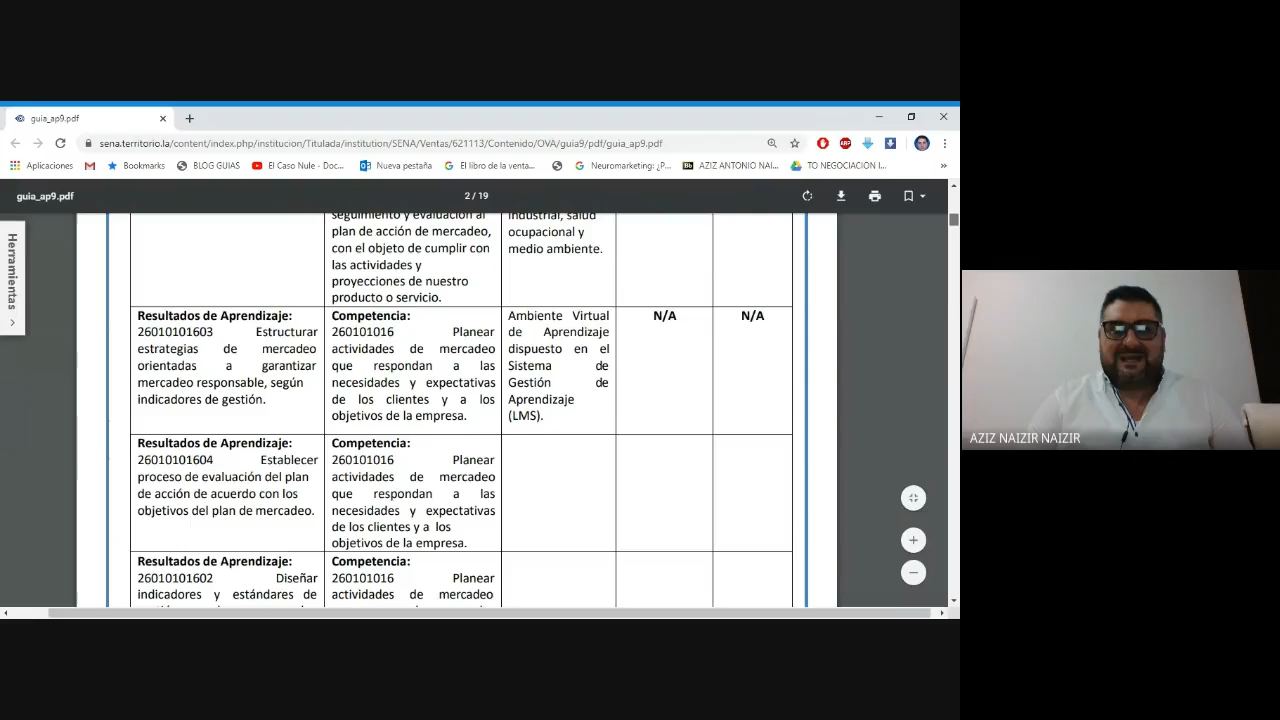 guia_ap9.pdf
sena.territorio.la/content/index.php/institucion/Titulada/institution/SENA/Ventas/621113/Contenido/OVA/guia9/pdf/guia_ap9.pdf
ABP
Aplicaciones
Bookmarks
BLOG GUIAS
El Caso Nule - Doc...
Nueva pestaña
El libro de la venta...
Neuromarketing: ¿P...
Bb
AZIZ ANTONIO NAI...
TO NEGOCIACION I...
»
guia_ap9.pdf
2 / 19
Herramientas
seguimiento y evaluación al
plan de acción de mercadeo,
con el objeto de cumplir con
las actividades y
proyecciones de nuestro
producto o servicio.
industrial, salud
ocupacional y
medio ambiente.
Resultados de Aprendizaje:
26010101603 Estructurar
estrategias de mercadeo
orientadas a garantizar
mercadeo responsable, según
indicadores de gestión.
Competencia:
260101016 Planear
actividades de mercadeo
que respondan a las
necesidades y expectativas
de los clientes y a los
objetivos de la empresa.
Ambiente Virtual
de Aprendizaje
dispuesto en el
Sistema de
Gestión de
Aprendizaje
(LMS).
N/A
N/A
Resultados de Aprendizaje:
26010101604 Establecer
proceso de evaluación del plan
de acción de acuerdo con los
objetivos del plan de mercadeo.
Competencia:
260101016 Planear
actividades de mercadeo
que respondan a las
necesidades y expectativas
de los clientes y a los
objetivos de la empresa.
Resultados de Aprendizaje:
26010101602 Diseñar
indicadores y estándares de
Competencia:
260101016 Planear
actividades de mercadeo
AZIZ NAIZIR NAIZIR